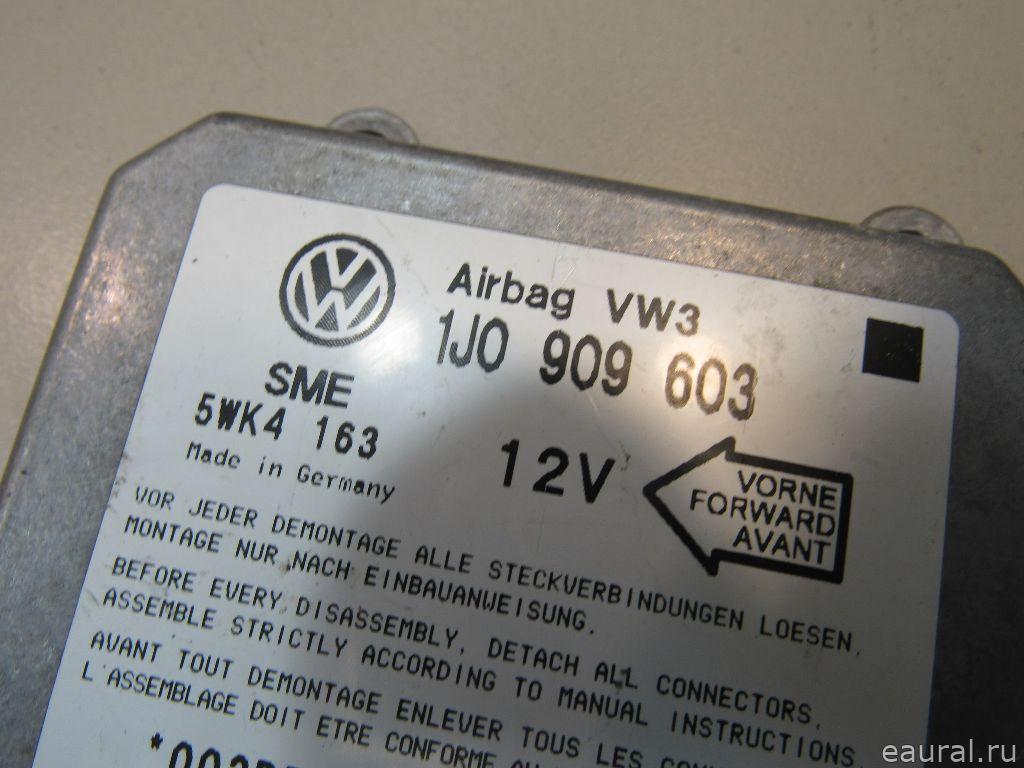 Airbag VW3
1J0 909 603
SME
5WK4 163
Made in Germany
12V
VORNE
FORWARD
AVANT
VOR JEDER DEMONTAGE ALLE STECKVERBINDUNGEN LOESEN,
MONTAGE NUR NACH EINBAUANWEISUNG.
BEFORE EVERY DISASSEMBLY, DETACH ALL CONNECTORS,
ASSEMBLE STRICTLY ACCORDING TO MANUAL INSTRUCTIONS.
AVANT TOUT DEMONTAGE ENLEVER TOUS LES
L'ASSEMBLAGE DOIT ETRE CONFORME
eaural.ru